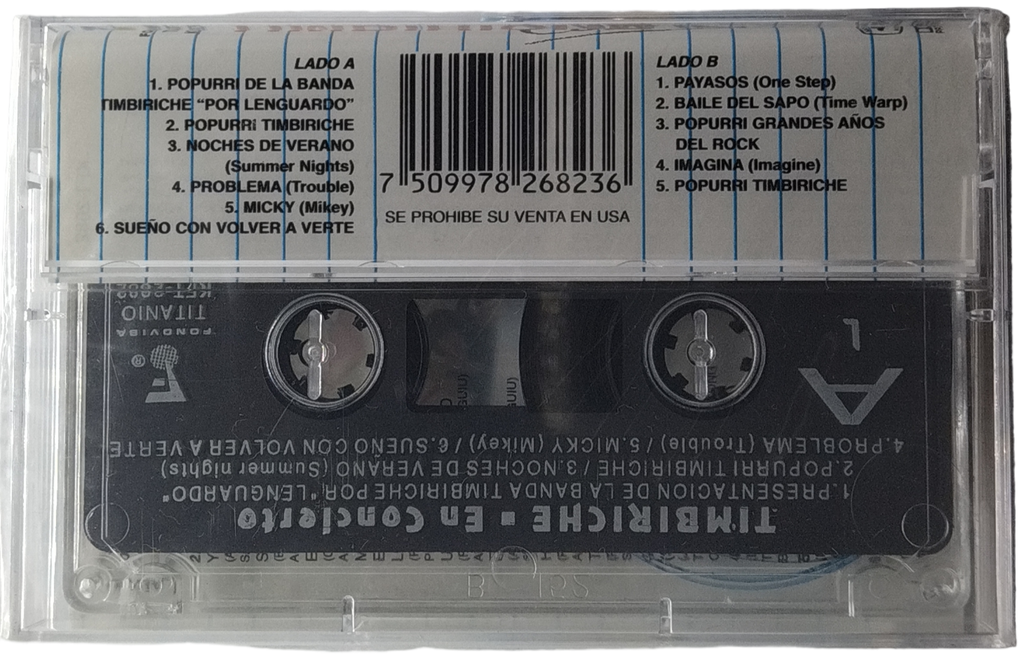 LADO A
1. POPURRI DE LA BANDA
TIMBIRICHE "POR LENGUARDO"
2. POPURRI TIMBIRICHE
3. NOCHES DE VERANO
(Summer Nights)
4. PROBLEMA (Trouble)
5. MICKY (Mikey)
6. SUEÑO CON VOLVER A VERTE
7 509978 268236
SE PROHIBE SU VENTA EN USA
LADO B
1. PAYASOS (One Step)
2. BAILE DEL SAPO (Time Warp)
3. POPURRI GRANDES AÑOS
DEL ROCK
4. IMAGINA (Imagine)
5. POPURRI TIMBIRICHE
TIMBIRICHE - En Concierto
1.PRESENTACION DE LA BANDA TIMBIRICHE POR "LENGUARDO"
2.POPURRI TIMBIRICHE / 3.NOCHES DE VERANO (Summer nights)
4.PROBLEMA (Trouble) / 5.MICKY (Mikey) / 6.SUEÑO CON VOLVER A VERTE
A
L
®
FONOVISA
TITANIO